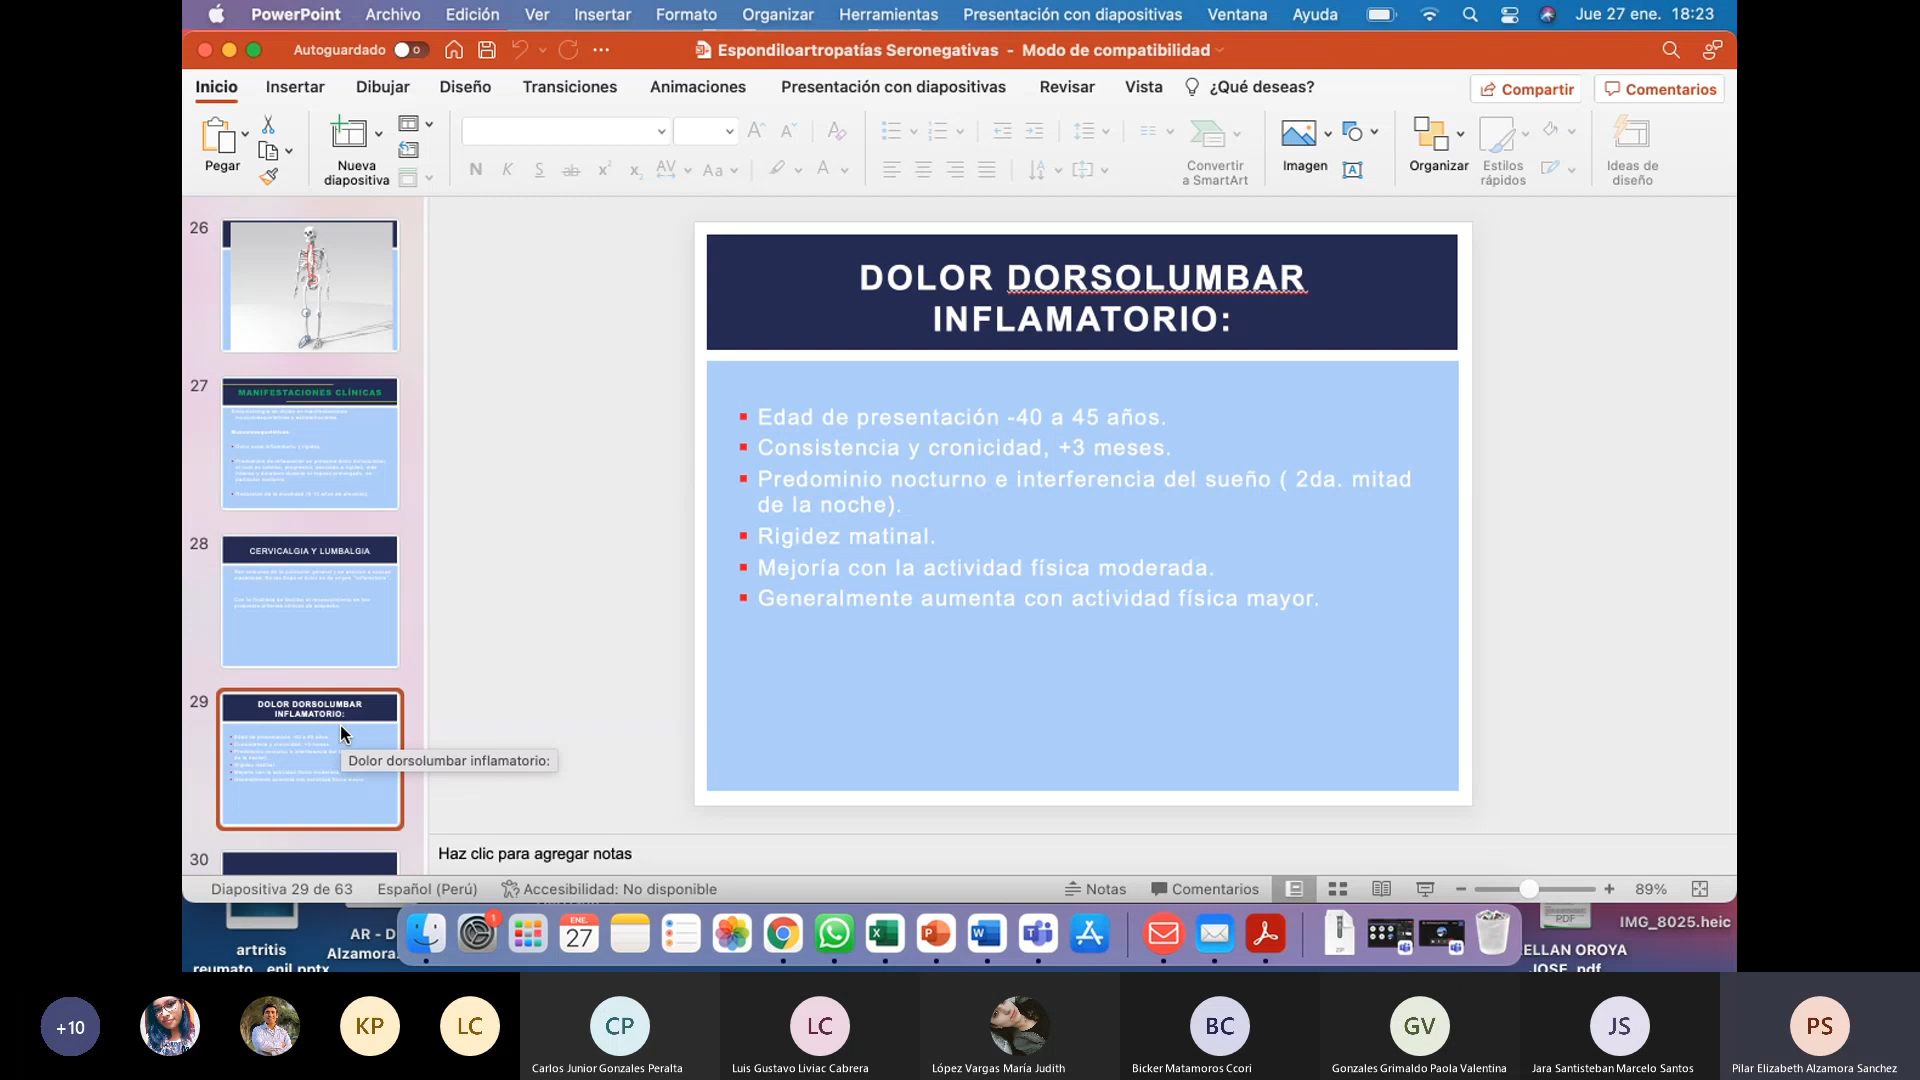 PowerPoint Archivo Edición Ver Insertar Formato Organizar Herramientas Presentación con diapositivas Ventana Ayuda Jue 27 ene. 18:23
Autoguardado Espondiloartropatías Seronegativas - Modo de compatibilidad
Inicio Insertar Dibujar Diseño Transiciones Animaciones Presentación con diapositivas Revisar Vista ¿Qué deseas? Compartir Comentarios
Pegar Nueva diapositiva Convertir a SmartArt Imagen Organizar Estilos rápidos Ideas de diseño
26
27
MANIFESTACIONES CLÍNICAS
28
CERVICALGIA Y LUMBALGIA
29
DOLOR DORSOLUMBAR
INFLAMATORIO:
Dolor dorsolumbar inflamatorio:
30
DOLOR DORSOLUMBAR
INFLAMATORIO:
Edad de presentación -40 a 45 años.
Consistencia y cronicidad, +3 meses.
Predominio nocturno e interferencia del sueño ( 2da. mitad
de la noche).
Rigidez matinal.
Mejoría con la actividad física moderada.
Generalmente aumenta con actividad física mayor.
Haz clic para agregar notas
Diapositiva 29 de 63 Español (Perú) Accesibilidad: No disponible Notas Comentarios 89%
artritis
AR - D
Alzamora.
ENE.
27
PDF
ELLAN OROYA
IMG_8025.heic
+10 KP LC CP LC BC GV JS PS
Carlos Junior Gonzales Peralta Luis Gustavo Liviac Cabrera López Vargas María Judith Bicker Matamoros Ccori Gonzales Grimaldo Paola Valentina Jara Santisteban Marcelo Santos Pilar Elizabeth Alzamora Sanchez